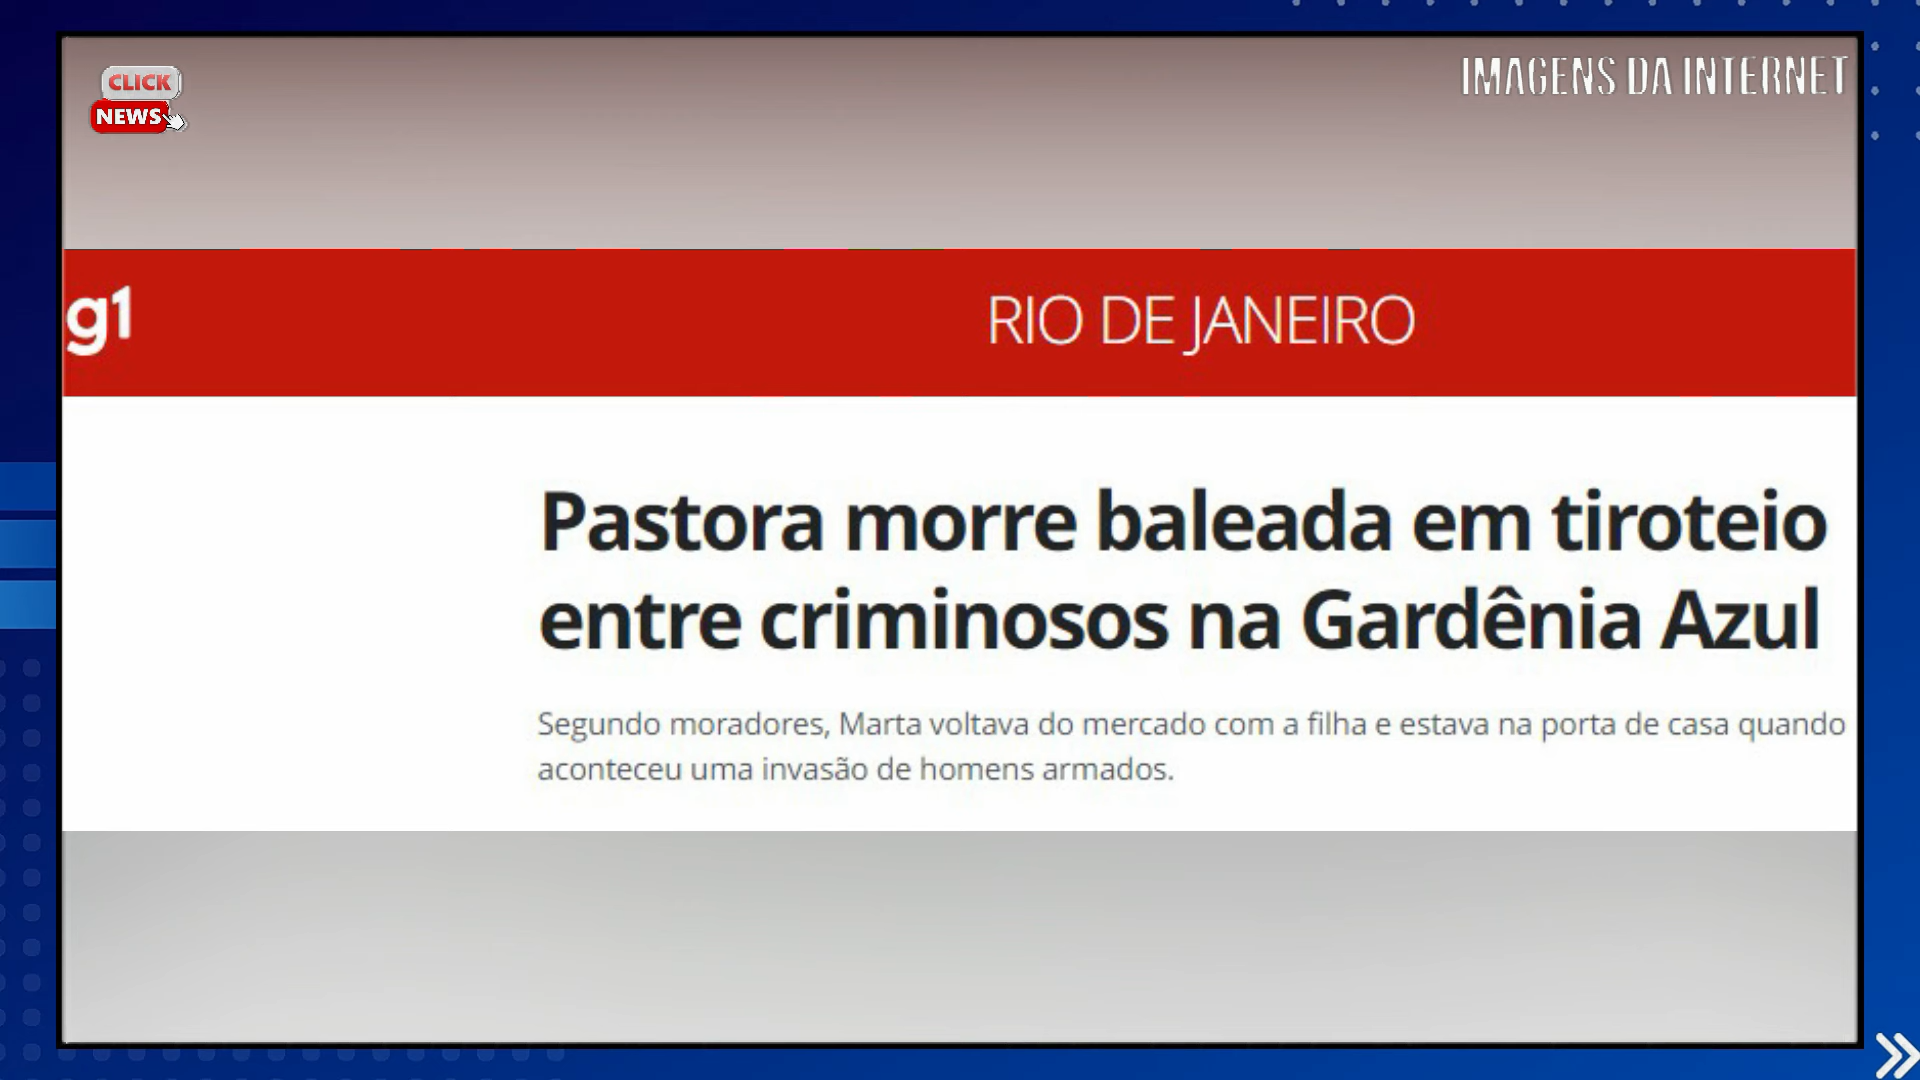 CLICK
NEWS
IMAGENS DA INTERNET
g1
RIO DE JANEIRO
Pastora morre baleada em tiroteio
entre criminosos na Gardênia Azul
Segundo moradores, Marta voltava do mercado com a filha e estava na porta de casa quando
aconteceu uma invasão de homens armados.